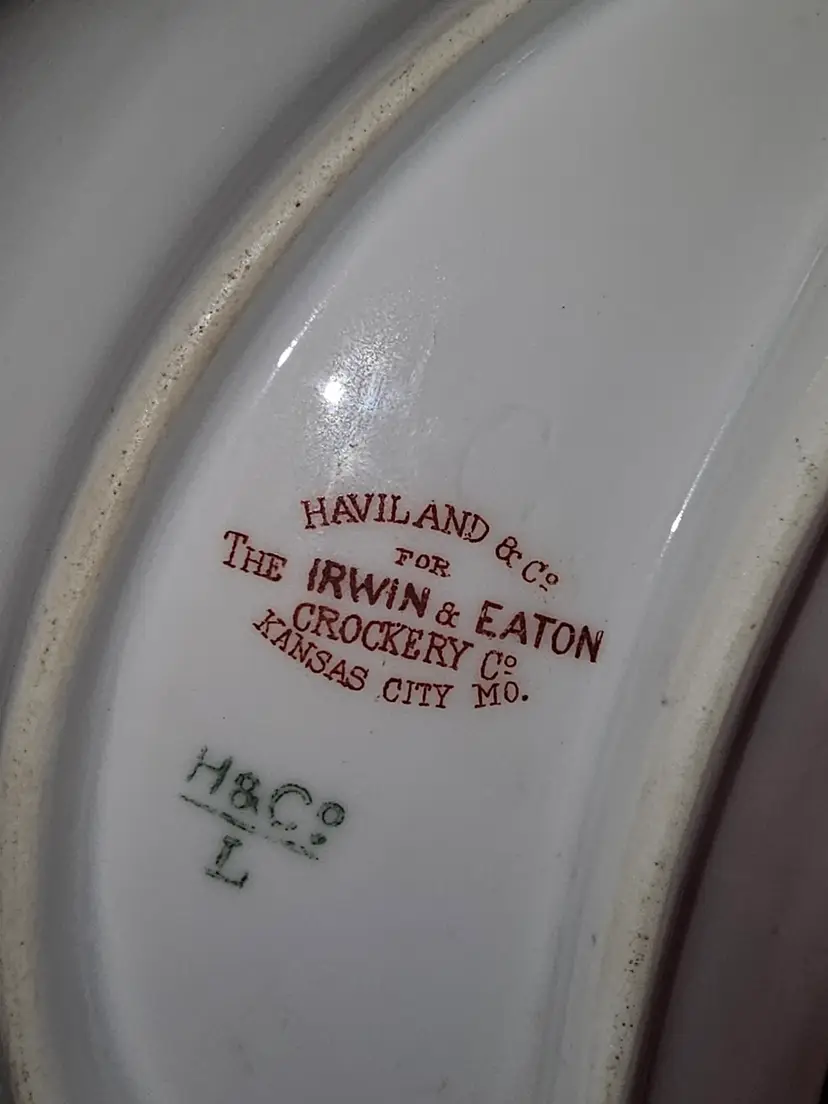 HAVILAND & Cº
FOR
THE IRWIN & EATON
CROCKERY Cº
KANSAS CITY MO.
H&Cº
L